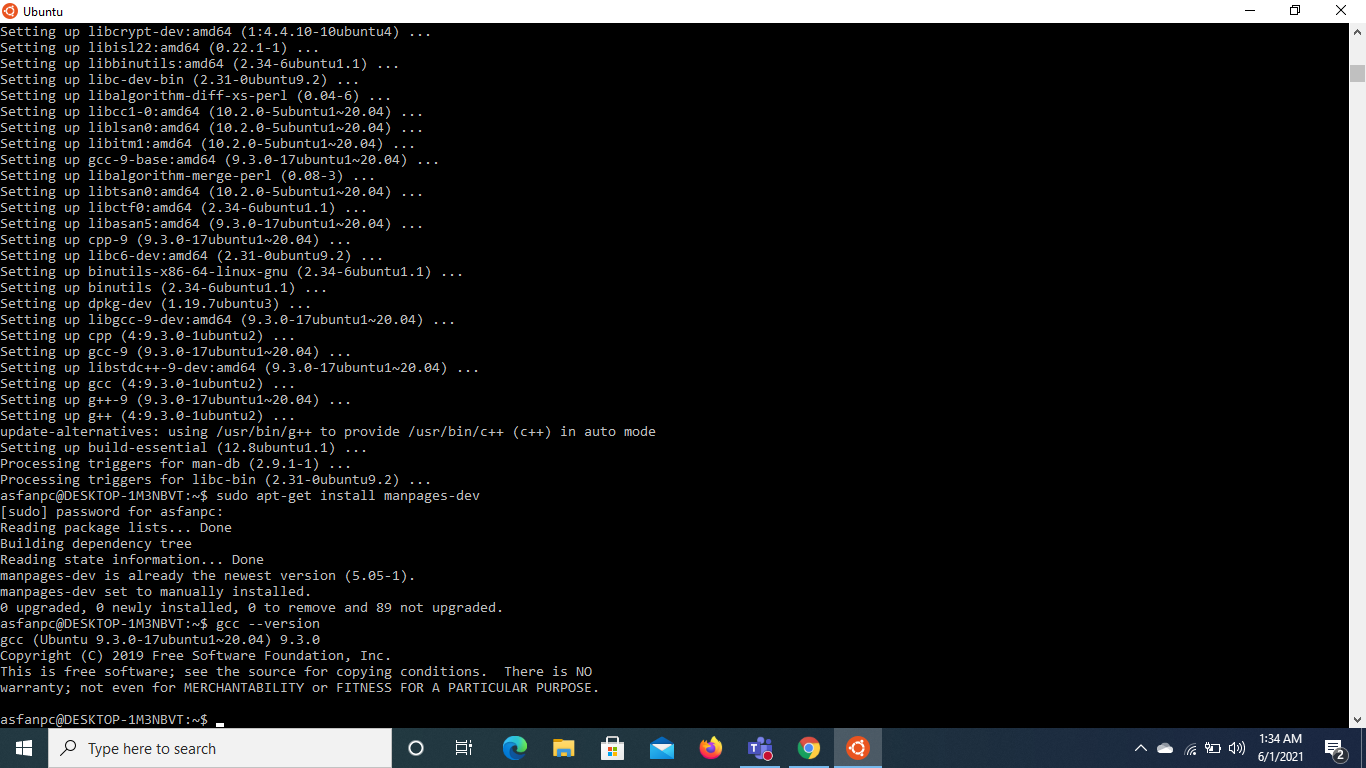 Ubuntu
Setting up libcrypt-dev:amd64 (1:4.4.10-10ubuntu4) ...
Setting up libisl22:amd64 (0.22.1-1) ...
Setting up libbinutils:amd64 (2.34-6ubuntu1.1) ...
Setting up libc-dev-bin (2.31-0ubuntu9.2) ...
Setting up libalgorithm-diff-xs-perl (0.04-6) ...
Setting up libcc1-0:amd64 (10.2.0-5ubuntu1~20.04) ...
Setting up liblsan0:amd64 (10.2.0-5ubuntu1~20.04) ...
Setting up libitm1:amd64 (10.2.0-5ubuntu1~20.04) ...
Setting up gcc-9-base:amd64 (9.3.0-17ubuntu1~20.04) ...
Setting up libalgorithm-merge-perl (0.08-3) ...
Setting up libtsan0:amd64 (10.2.0-5ubuntu1~20.04) ...
Setting up libctf0:amd64 (2.34-6ubuntu1.1) ...
Setting up libasan5:amd64 (9.3.0-17ubuntu1~20.04) ...
Setting up cpp-9 (9.3.0-17ubuntu1~20.04) ...
Setting up libc6-dev:amd64 (2.31-0ubuntu9.2) ...
Setting up binutils-x86-64-linux-gnu (2.34-6ubuntu1.1) ...
Setting up binutils (2.34-6ubuntu1.1) ...
Setting up dpkg-dev (1.19.7ubuntu3) ...
Setting up libgcc-9-dev:amd64 (9.3.0-17ubuntu1~20.04) ...
Setting up cpp (4:9.3.0-1ubuntu2) ...
Setting up gcc-9 (9.3.0-17ubuntu1~20.04) ...
Setting up libstdc++-9-dev:amd64 (9.3.0-17ubuntu1~20.04) ...
Setting up gcc (4:9.3.0-1ubuntu2) ...
Setting up g++-9 (9.3.0-17ubuntu1~20.04) ...
Setting up g++ (4:9.3.0-1ubuntu2) ...
update-alternatives: using /usr/bin/g++ to provide /usr/bin/c++ (c++) in auto mode
Setting up build-essential (12.8ubuntu1.1) ...
Processing triggers for man-db (2.9.1-1) ...
Processing triggers for libc-bin (2.31-0ubuntu9.2) ...
asfanpc@DESKTOP-1M3NBVT:~$ sudo apt-get install manpages-dev
[sudo] password for asfanpc:
Reading package lists... Done
Building dependency tree
Reading state information... Done
manpages-dev is already the newest version (5.05-1).
manpages-dev set to manually installed.
0 upgraded, 0 newly installed, 0 to remove and 89 not upgraded.
asfanpc@DESKTOP-1M3NBVT:~$ gcc --version
gcc (Ubuntu 9.3.0-17ubuntu1~20.04) 9.3.0
Copyright (C) 2019 Free Software Foundation, Inc.
This is free software; see the source for copying conditions.  There is NO
warranty; not even for MERCHANTABILITY or FITNESS FOR A PARTICULAR PURPOSE.
asfanpc@DESKTOP-1M3NBVT:~$
Type here to search
1:34 AM
6/1/2021
2